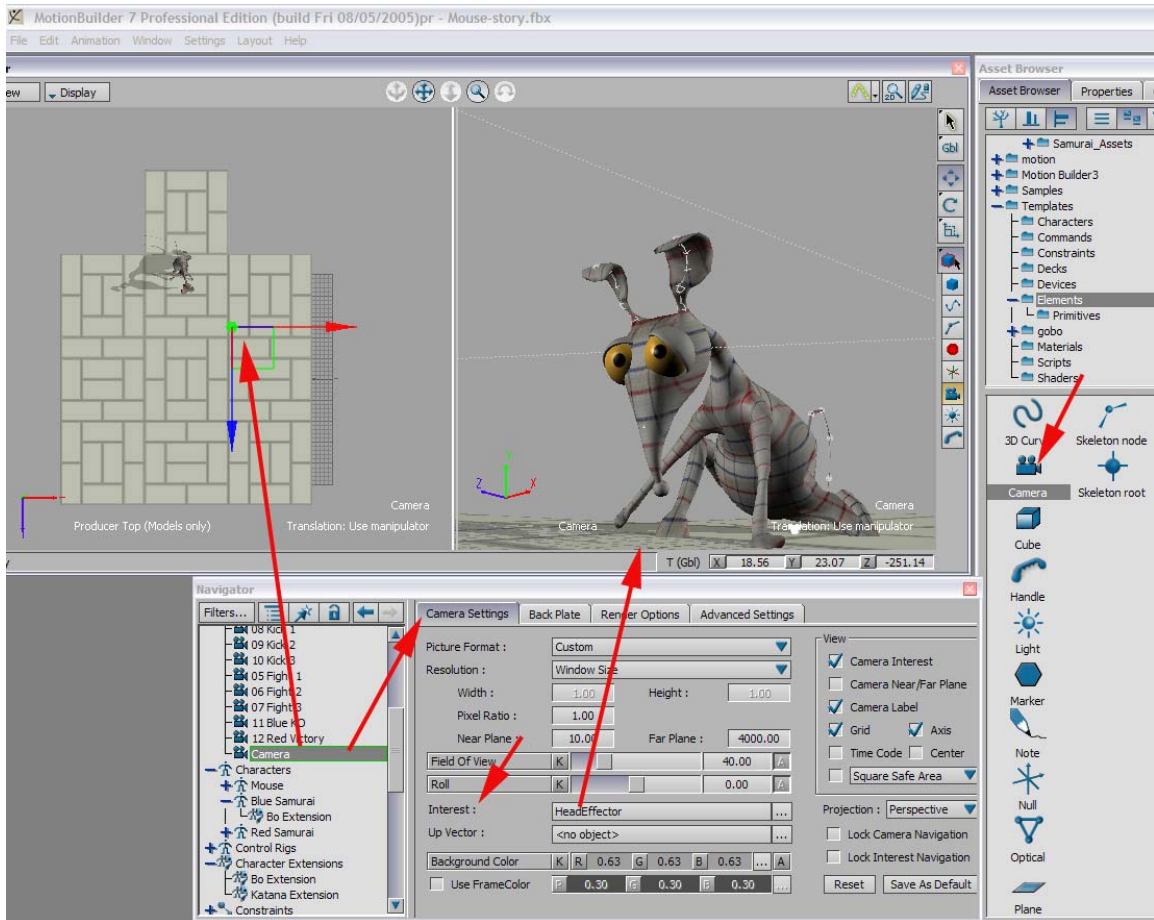 MotionBuilder 7 Professional Edition (build Fri 08/05/2005)pr - Mouse-story.fbx
File Edit Animation Window Settings Layout Help
Display
2D
Gbl
Camera
Producer Top (Models only)
Translation: Use manipulator
Y
Z
X
Camera
Camera
Translation: Use manipulator
T (Gbl) X 18.56 Y 23.07 Z -251.14
Asset Browser
Asset Browser Properties
Samurai_Assets
motion
Motion Builder3
Samples
Templates
Characters
Commands
Constraints
Decks
Devices
Elements
Primitives
gobo
Materials
Scripts
Shaders
3D Curve
Skeleton node
Camera
Skeleton root
Cube
Handle
Light
Marker
Note
Null
Optical
Plane
Navigator
Filters...
08 Kick 1
09 Kick 2
10 Kick 3
05 Fight 1
06 Fight 2
07 Fight 3
11 Blue KO
12 Red Victory
Camera
Characters
Mouse
Blue Samurai
Bo Extension
Red Samurai
Control Rigs
Character Extensions
Bo Extension
Katana Extension
Constraints
Camera Settings Back Plate Render Options Advanced Settings
Picture Format : Custom
Resolution : Window Size
Width : 1.00 Height : 1.00
Pixel Ratio : 1.00
Near Plane : 10.00 Far Plane : 4000.00
Field Of View K 40.00 A
Roll K 0.00 A
Interest : HeadEffector ...
Up Vector : <no object> ...
Background Color K R 0.63 G 0.63 B 0.63 ... A
Use FrameColor R 0.30 G 0.30 B 0.30 ...
View
Camera Interest
Camera Near/Far Plane
Camera Label
Grid Axis
Time Code Center
Square Safe Area
Projection : Perspective
Lock Camera Navigation
Lock Interest Navigation
Reset Save As Default